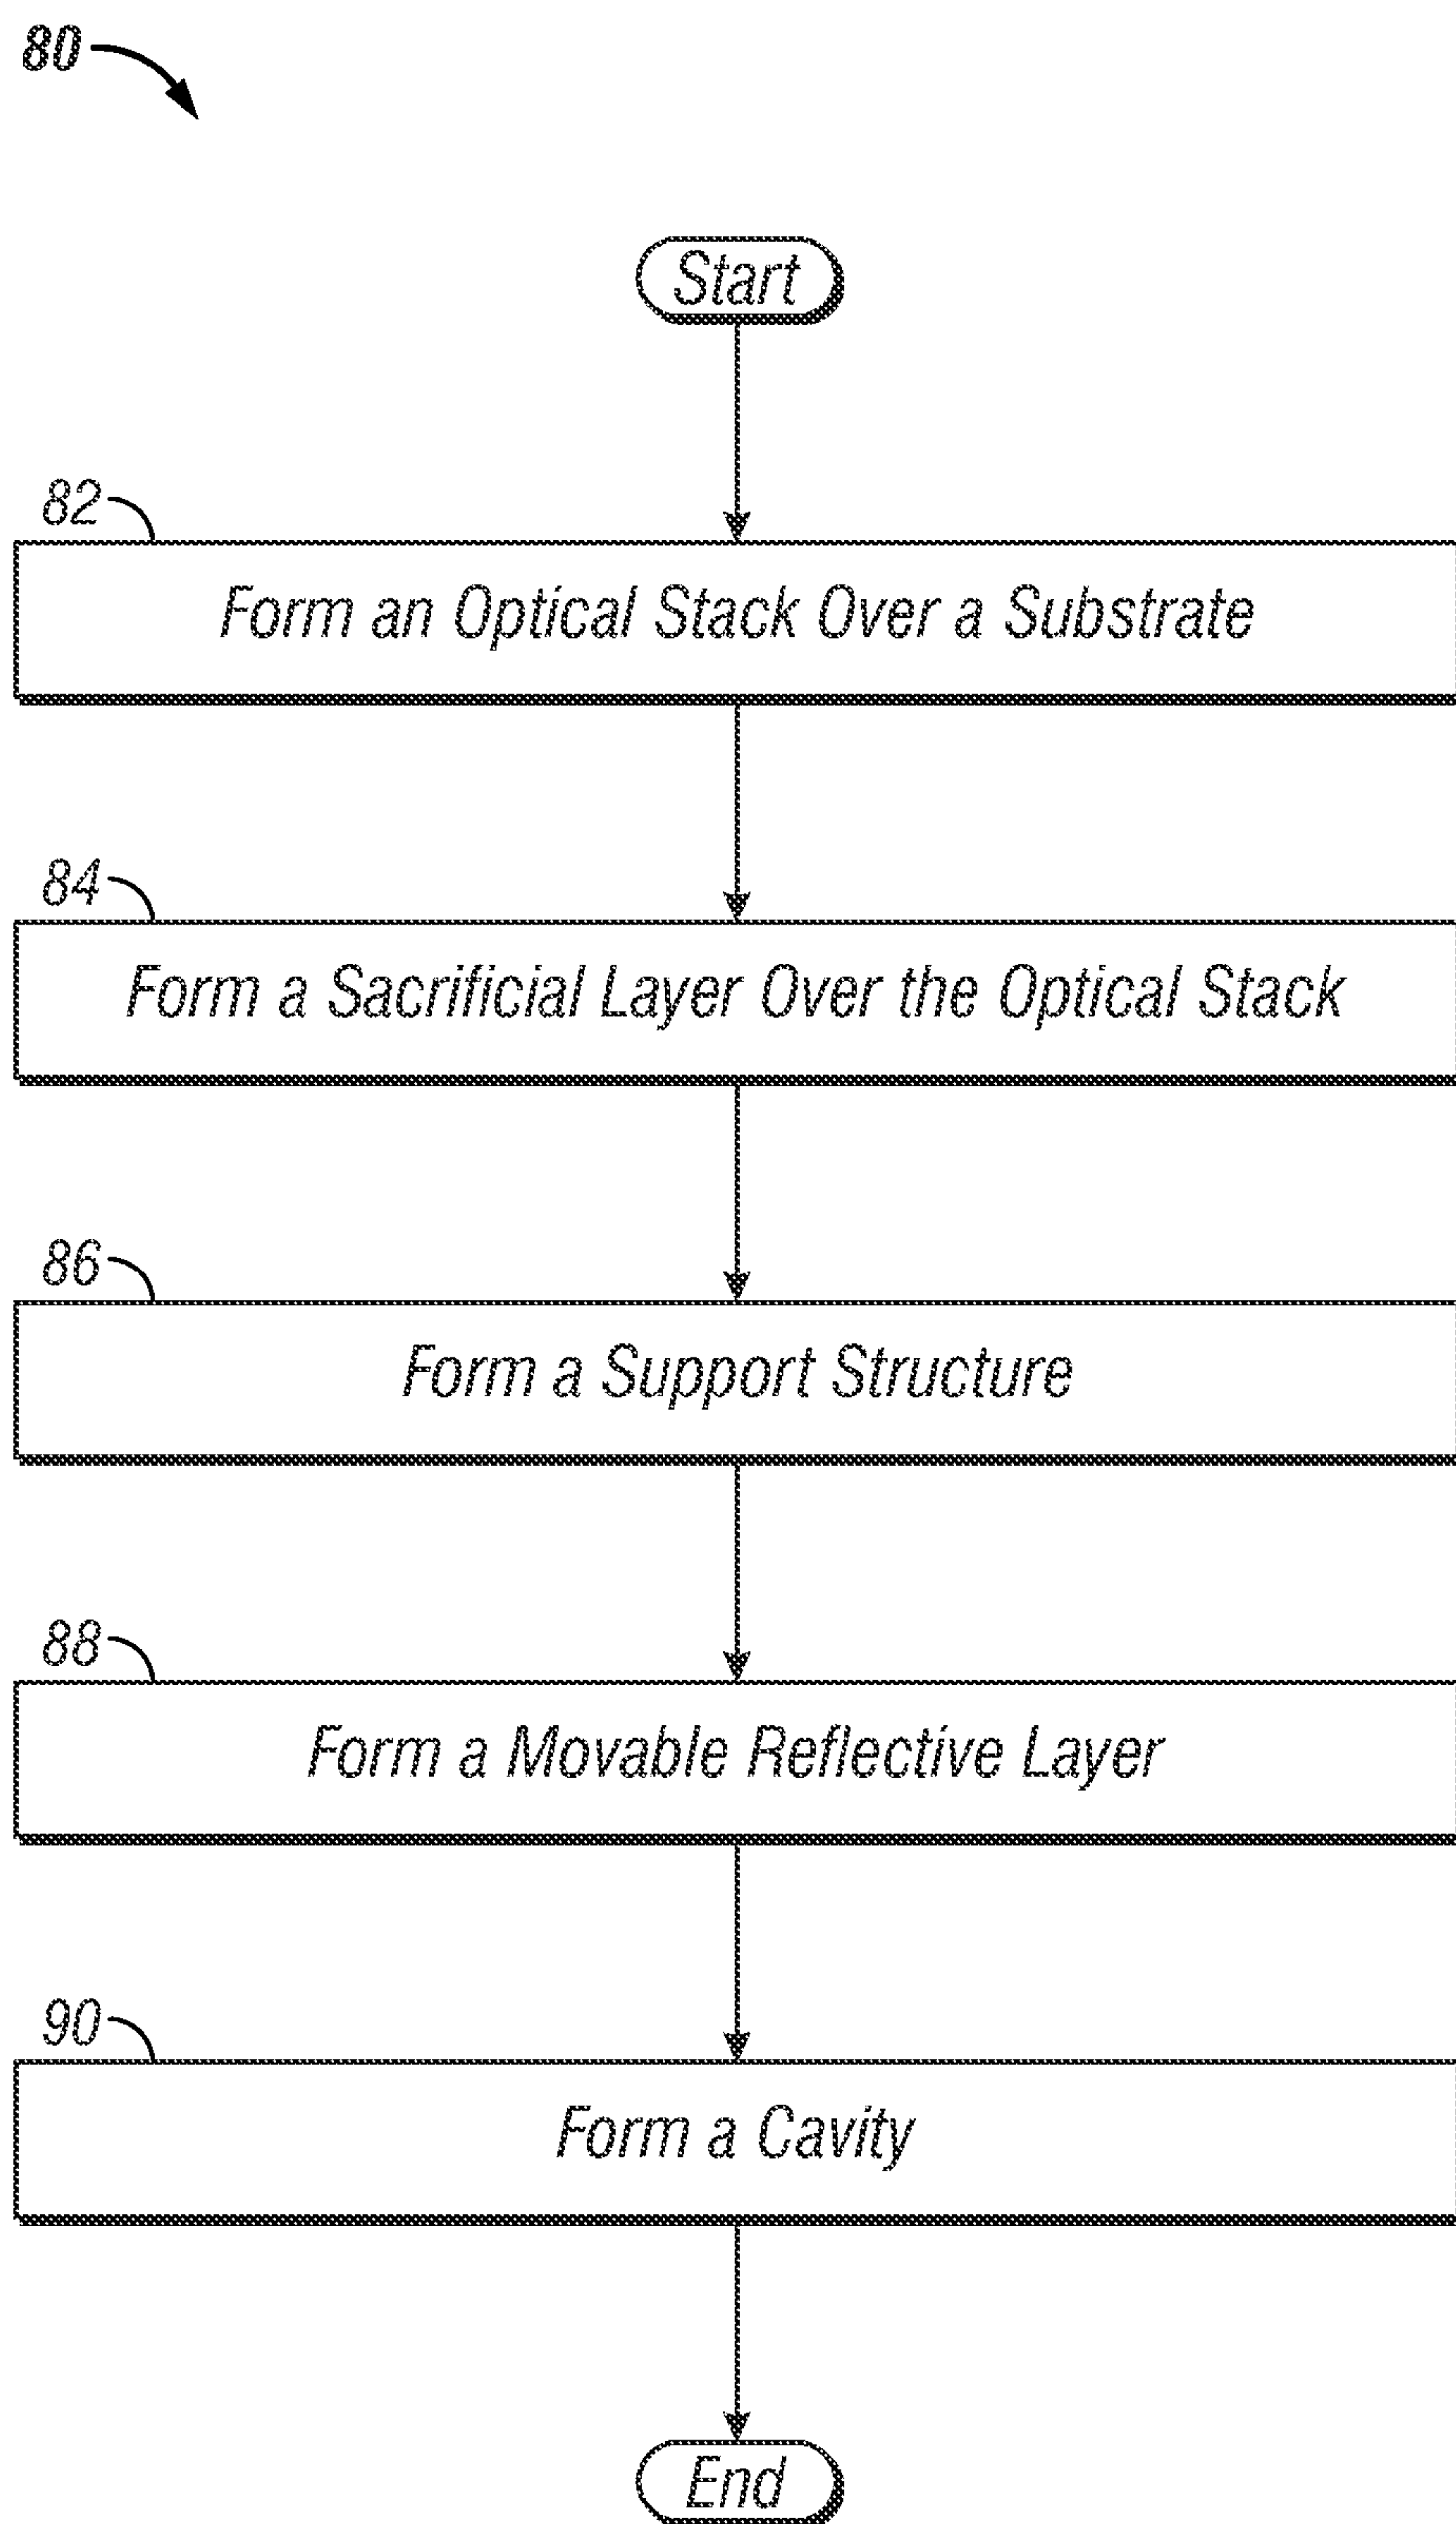 80
Start
82
Form an Optical Stack Over a Substrate
84
Form a Sacrificial Layer Over the Optical Stack
86
Form a Support Structure
88
Form a Movable Reflective Layer
90
Form a Cavity
End